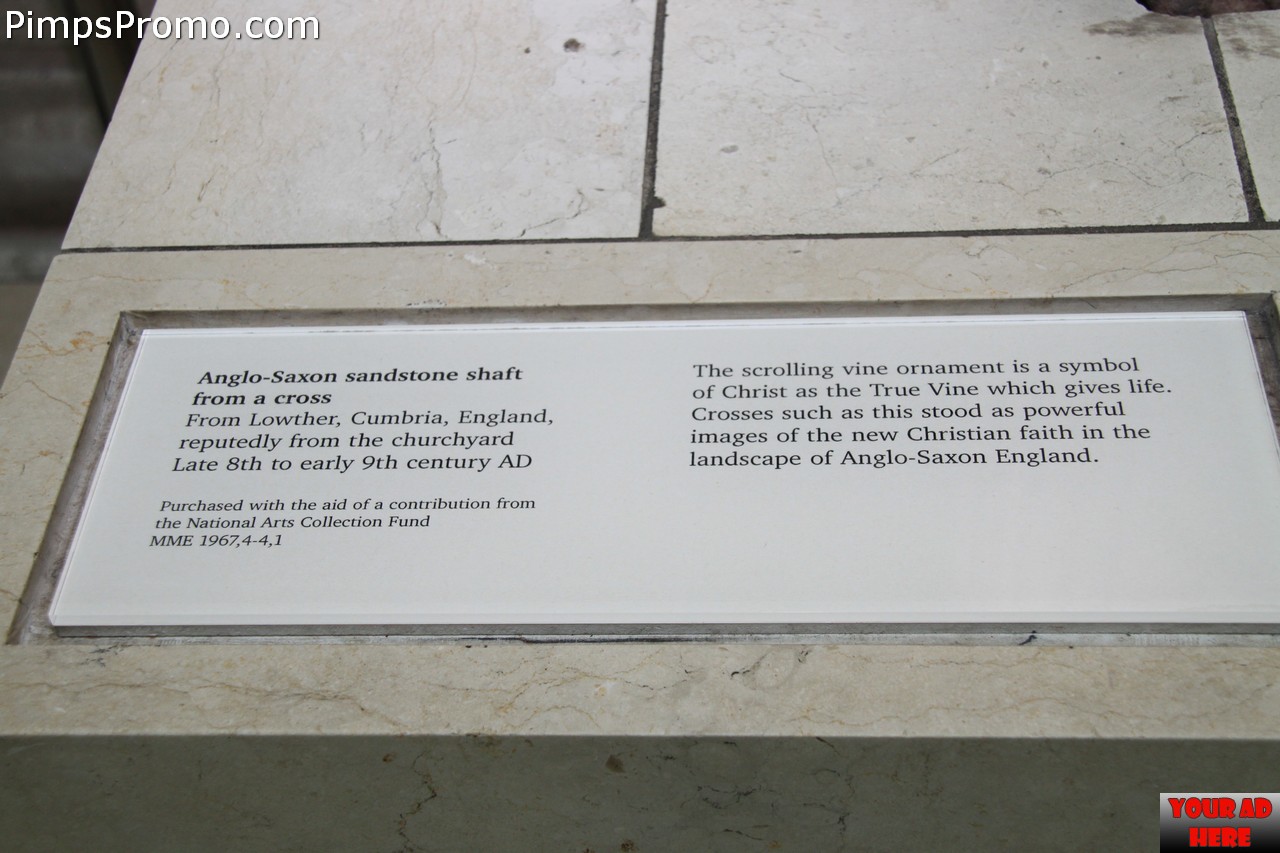 PimpsPromo.com
Anglo-Saxon sandstone shaft
from a cross
From Lowther, Cumbria, England,
reputedly from the churchyard
Late 8th to early 9th century AD
Purchased with the aid of a contribution from
the National Arts Collection Fund
MME 1967,4-4,1
The scrolling vine ornament is a symbol
of Christ as the True Vine which gives life.
Crosses such as this stood as powerful
images of the new Christian faith in the
landscape of Anglo-Saxon England.
YOUR AD
HERE